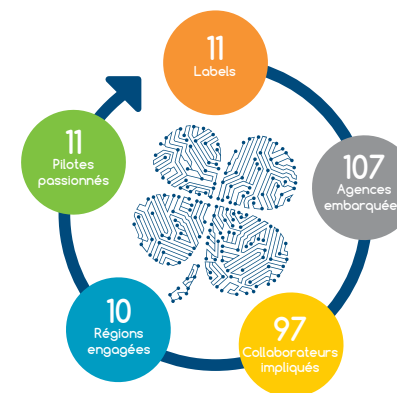 11
Labels
107
Agences
embarquée
97
Collaborateurs
impliqués
10
Régions
engagées
11
Pilotes
passionnés